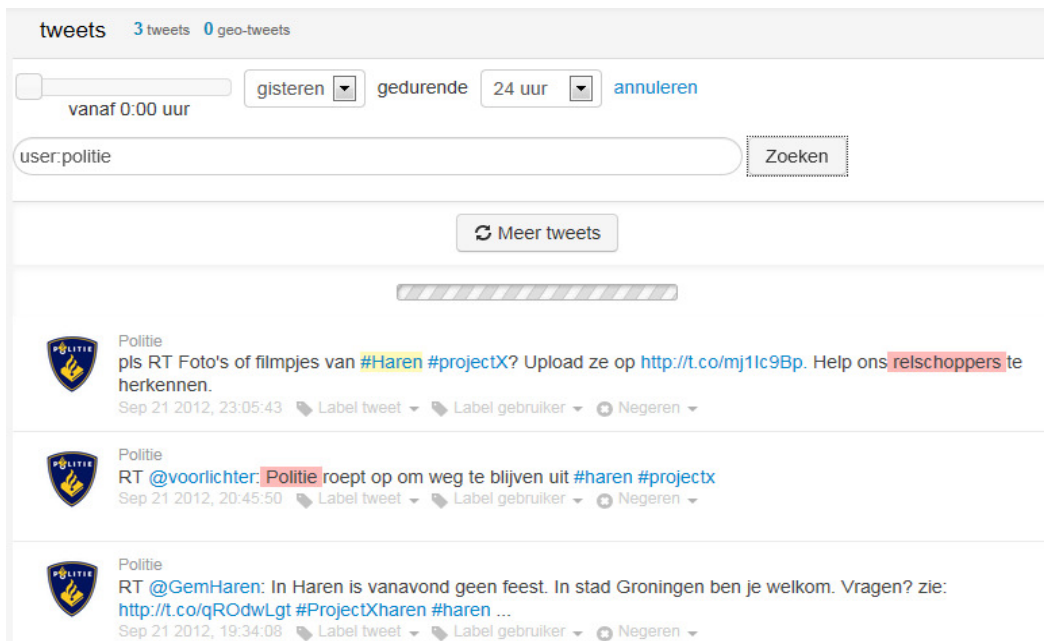 tweets 3 tweets 0 geo-tweets
vanaf 0:00 uur gisteren gedurende 24 uur annuleren
user:politie Zoeken
Meer tweets
POLITIE
Politie
pls RT Foto's of filmpjes van #Haren #projectX? Upload ze op http://t.co/mj1Ic9Bp. Help ons relschoppers te
herkennen.
Sep 21 2012, 23:05:43 Label tweet Label gebruiker Negeren
POLITIE
Politie
RT @voorlichter: Politie roept op om weg te blijven uit #haren #projectx
Sep 21 2012, 20:45:50 Label tweet Label gebruiker Negeren
POLITIE
Politie
RT @GemHaren: In Haren is vanavond geen feest. In stad Groningen ben je welkom. Vragen? zie:
http://t.co/qROdwLgt #ProjectXharen #haren ...
Sep 21 2012, 19:34:08 Label tweet Label gebruiker Negeren